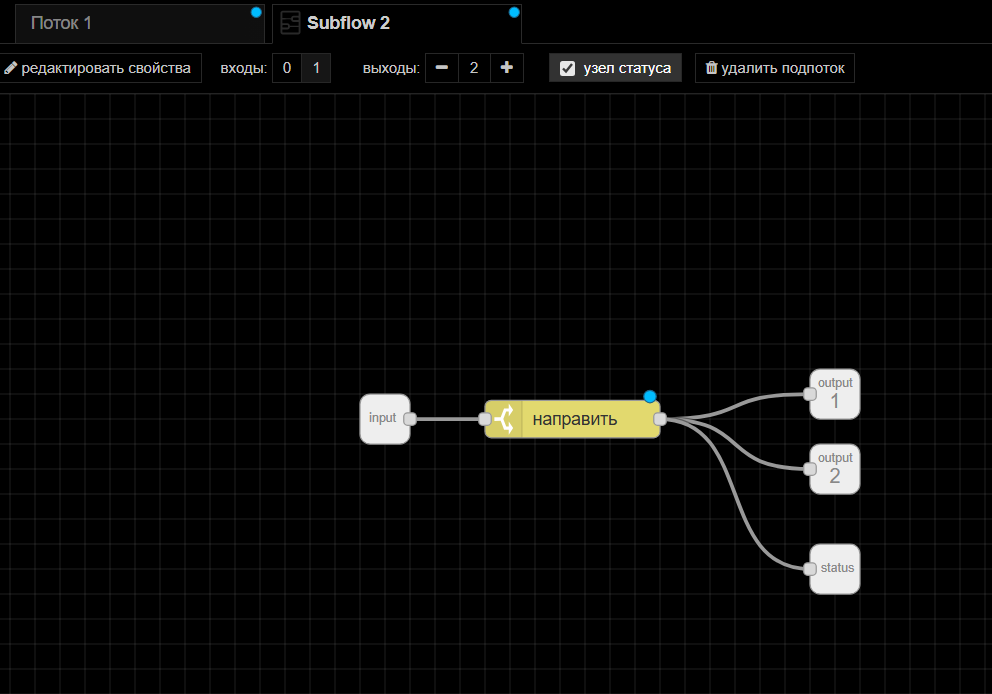 Поток 1
Subflow 2
редактировать свойства входы: 0 1 выходы: 2 узел статуса удалить подпоток
input
направить
output
1
output
2
status